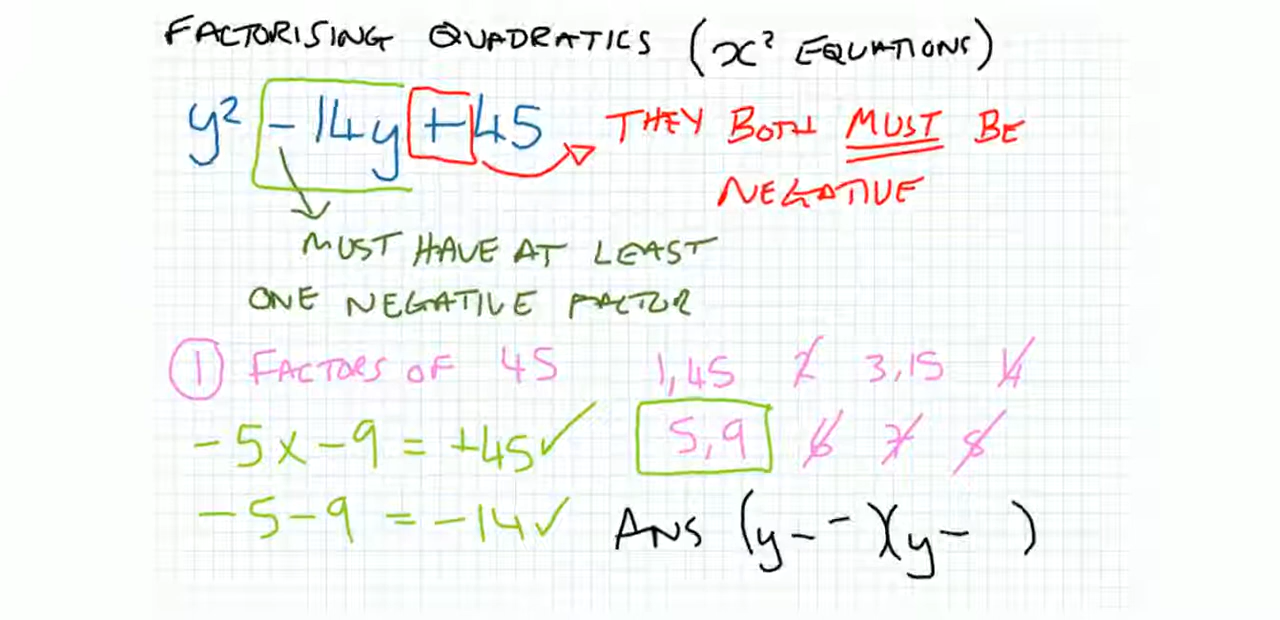 FACTORISING QUADRATICS (x² EQUATIONS)
y² - 14y + 45 THEY BOTH MUST BE
NEGATIVE
MUST HAVE AT LEAST
ONE NEGATIVE FACTOR
① FACTORS OF 45 1,45 2 3,15 4
-5 x -9 = +45 ✓ 5,9 6 7 8
-5 -9 = -14 ✓ ANS (y - - )(y - )